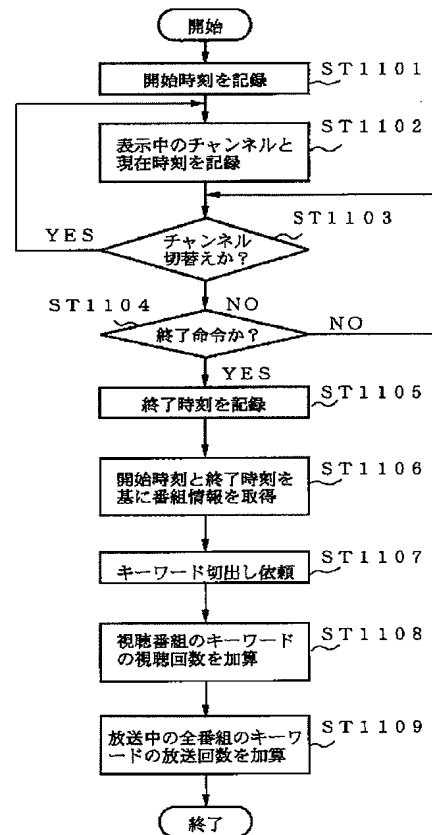 開始
開始時刻を記録
ST1101
表示中のチャンネルと
現在時刻を記録
ST1102
チャンネル
切替えか?
ST1103
YES
NO
ST1104
終了命令か?
NO
YES
終了時刻を記録
ST1105
開始時刻と終了時刻を
基に番組情報を取得
ST1106
キーワード切出し依頼
ST1107
視聴番組のキーワード
の視聴回数を加算
ST1108
放送中の全番組のキーワ
ードの放送回数を加算
ST1109
終了